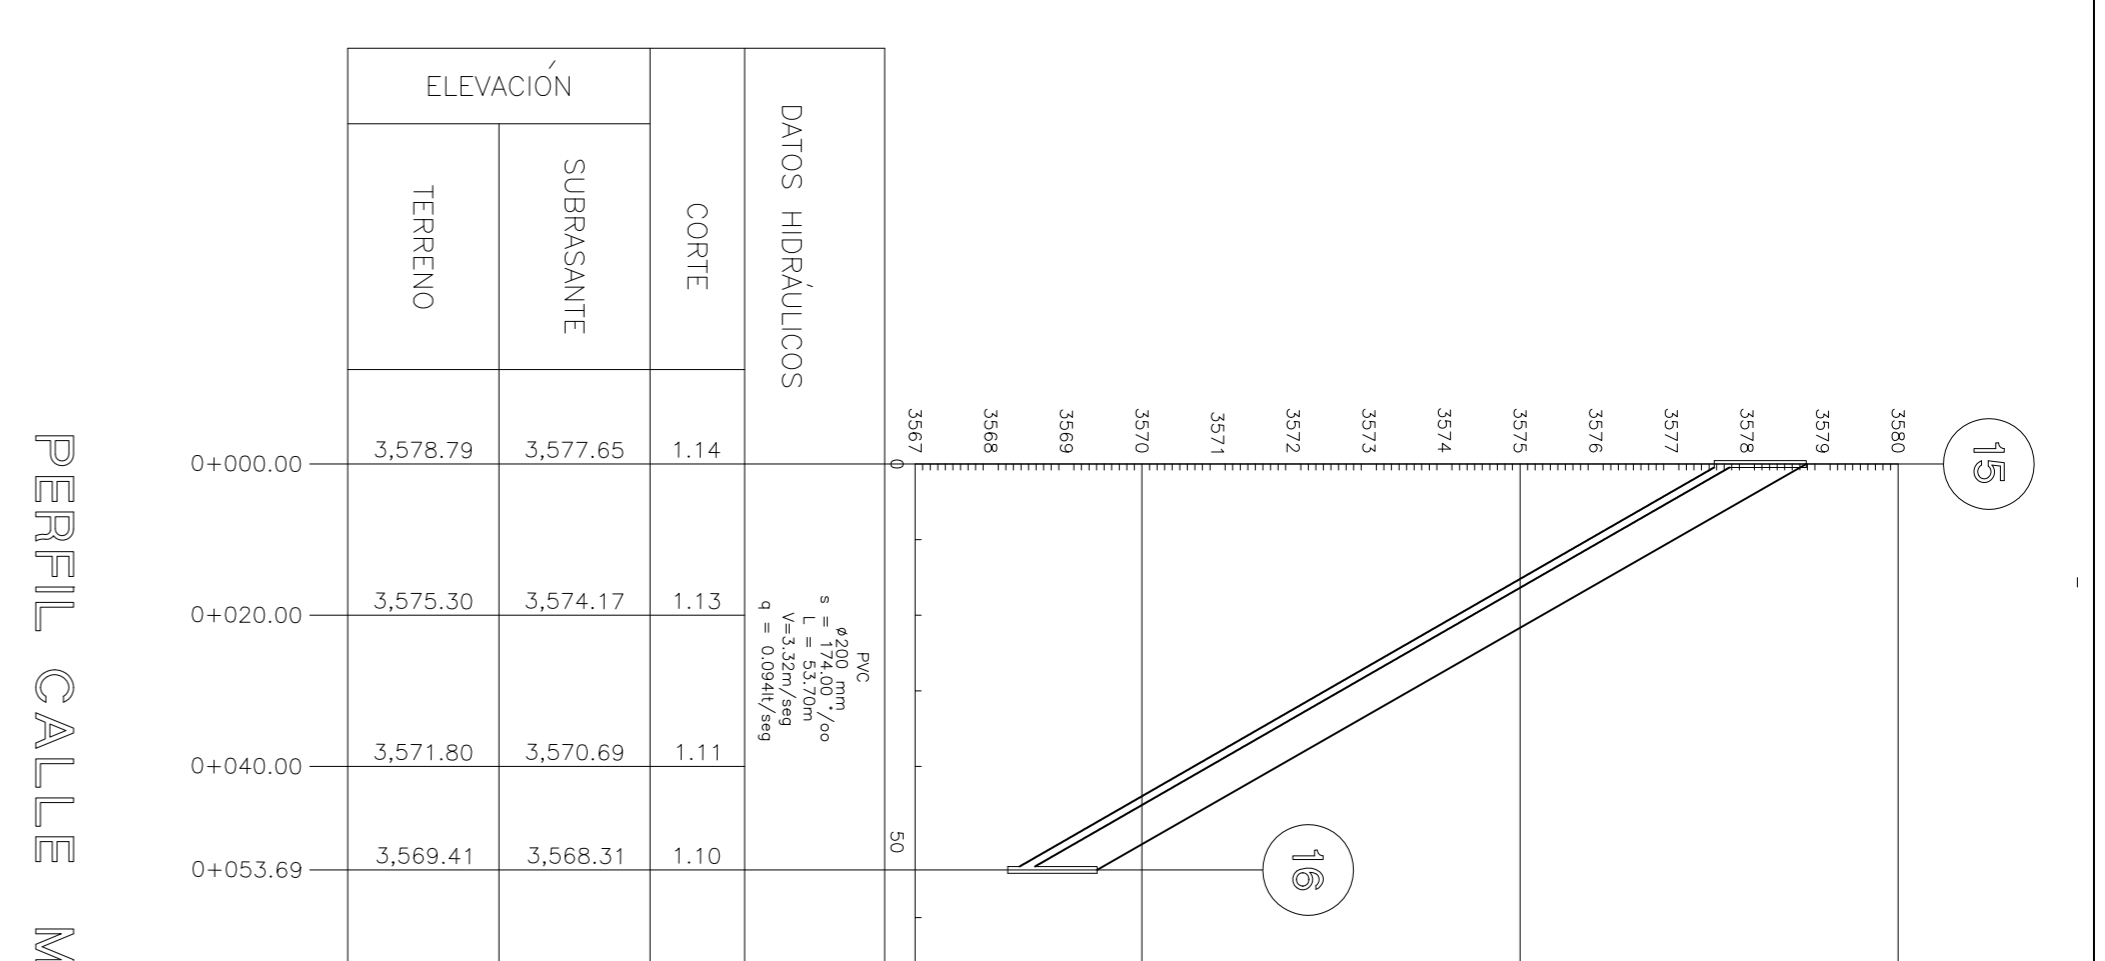 ELEVACIÓN
TERRENO
SUBRASANTE
CORTE
DATOS HIDRÁULICOS
0+000.00 3,578.79 3,577.65 1.14
0+020.00 3,575.30 3,574.17 1.13
0+040.00 3,571.80 3,570.69 1.11
0+053.69 3,569.41 3,568.31 1.10
PVC
ø200 mm
s = 174.00 °/oo
L = 53.70m
V=3.32m/seg
q = 0.094lt/seg
3580
3579
3578
3577
3576
3575
3574
3573
3572
3571
3570
3569
3568
3567
0
50
15
16
PERFIL CALLE M